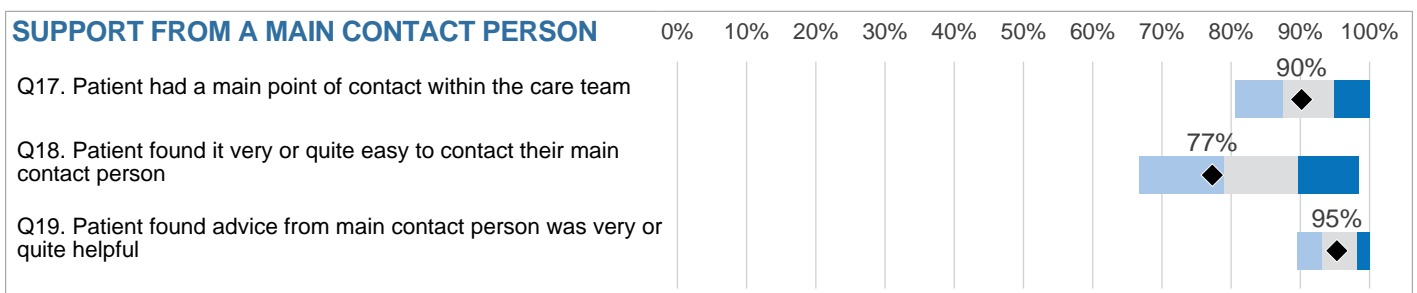 SUPPORT FROM A MAIN CONTACT PERSON 0% 10% 20% 30% 40% 50% 60% 70% 80% 90% 100%
90%
Q17. Patient had a main point of contact within the care team
77%
Q18. Patient found it very or quite easy to contact their main
contact person
95%
Q19. Patient found advice from main contact person was very or
quite helpful